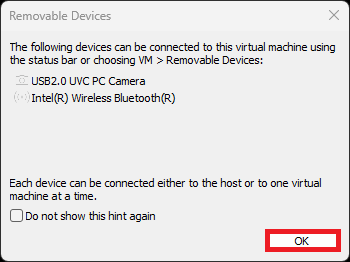 Removable Devices
The following devices can be connected to this virtual machine using
the status bar or choosing VM > Removable Devices:
USB2.0 UVC PC Camera
Intel(R) Wireless Bluetooth(R)
Each device can be connected either to the host or to one virtual
machine at a time.
Do not show this hint again
OK